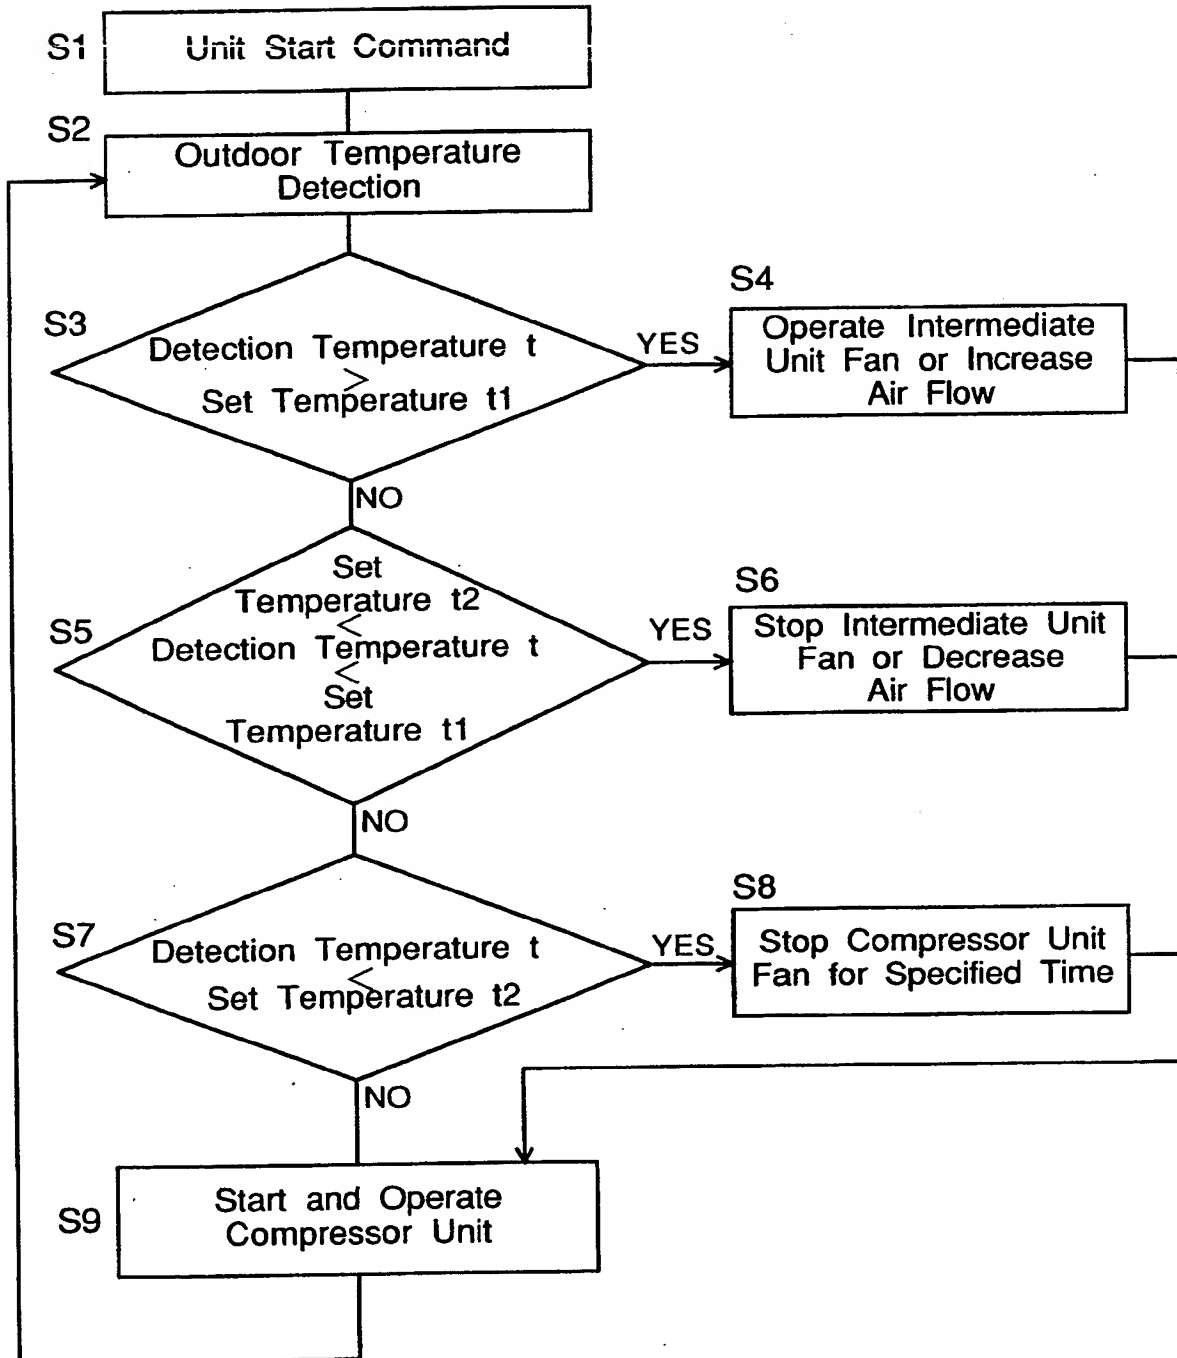 S1
Unit Start Command
S2
Outdoor Temperature
Detection
S3
Detection Temperature t
>
Set Temperature t1
YES
S4
Operate Intermediate
Unit Fan or Increase
Air Flow
NO
S5
Set
Temperature t2
<
Detection Temperature t
<
Set
Temperature t1
YES
S6
Stop Intermediate Unit
Fan or Decrease
Air Flow
NO
S7
Detection Temperature t
<
Set Temperature t2
YES
S8
Stop Compressor Unit
Fan for Specified Time
NO
S9
Start and Operate
Compressor Unit